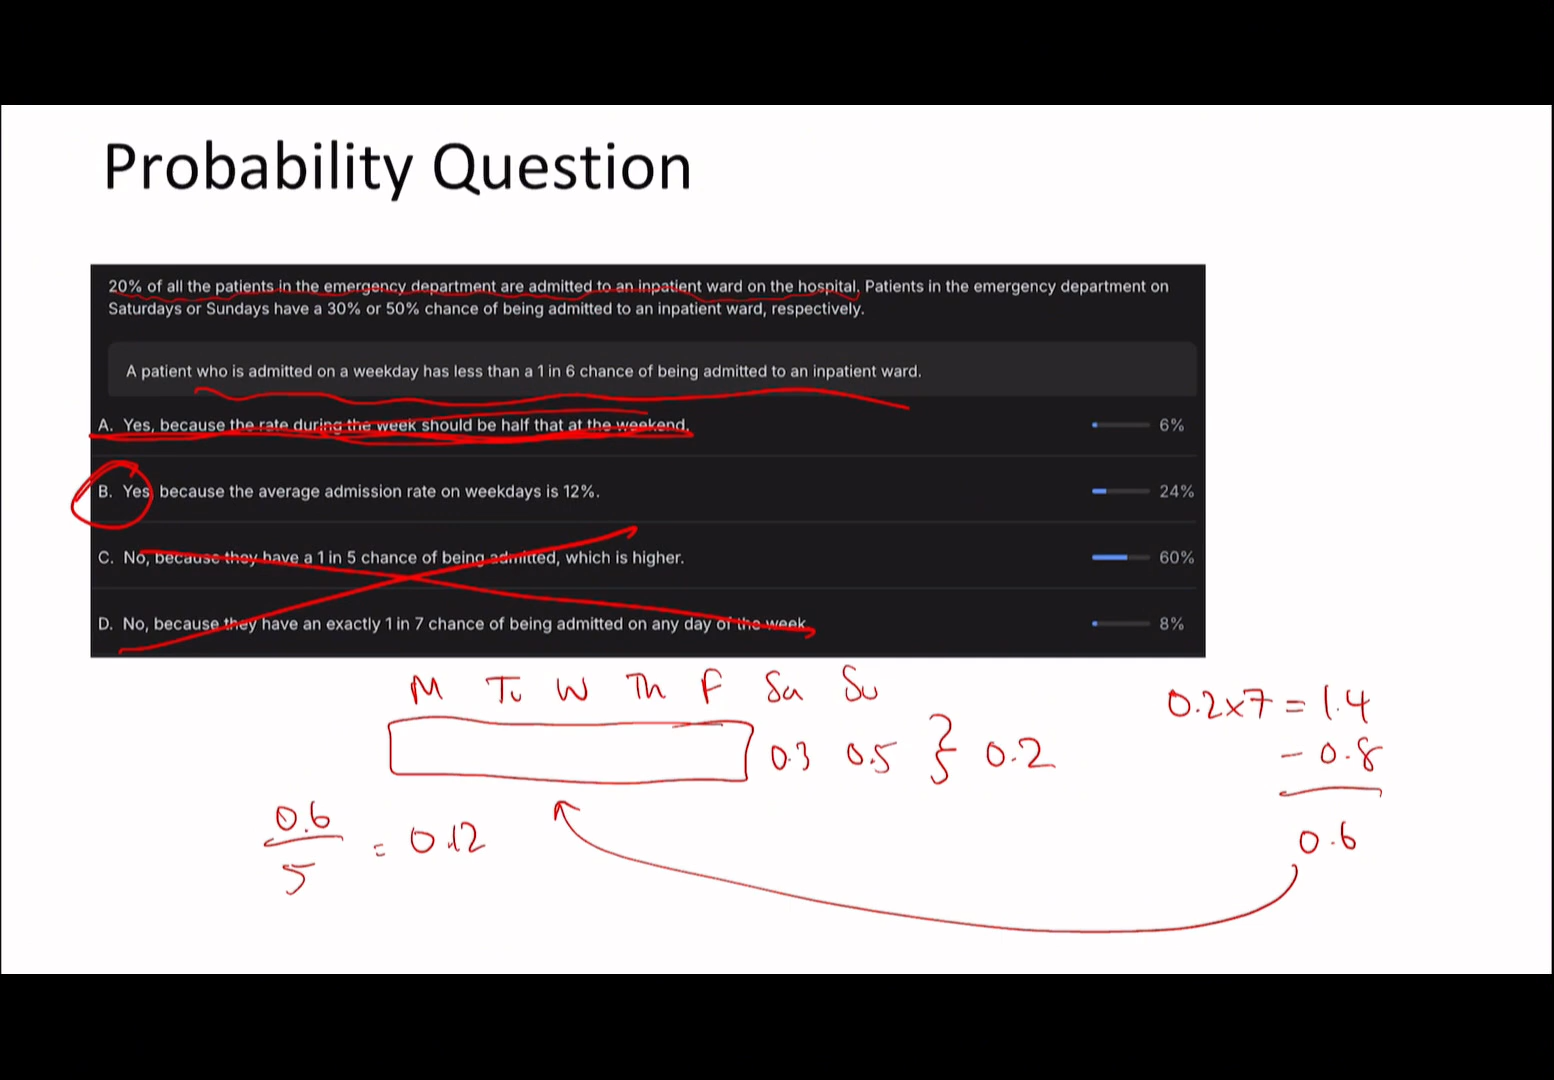 Probability Question
20% of all the patients in the emergency department are admitted to an inpatient ward on the hospital. Patients in the emergency department on
Saturdays or Sundays have a 30% or 50% chance of being admitted to an inpatient ward, respectively.
A patient who is admitted on a weekday has less than a 1 in 6 chance of being admitted to an inpatient ward.
A. Yes, because the rate during the week should be half that at the weekend. 6%
B. Yes, because the average admission rate on weekdays is 12%. 24%
C. No, because they have a 1 in 5 chance of being admitted, which is higher. 60%
D. No, because they have an exactly 1 in 7 chance of being admitted on any day of the week. 8%
M Tu W Th F Sa Su
0.2x7 = 1.4
0.3 0.5 } 0.2
- 0.8
0.6
0.6
5
= 0.12